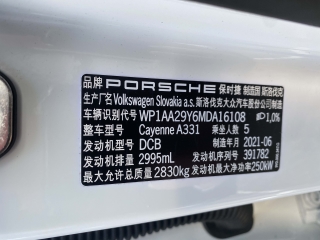 品牌 PORSCHE 保时捷 制造国 斯洛伐克
生产厂名 Volkswagen Slovakia a.s. 斯洛伐克大众汽车股份公司制造
车辆识别代号 WP1AA29Y6MDA16108 1,0%
整车型号 Cayenne A331 乘坐人数 5
发动机型号 DCB 制造年月 2021-06
发动机排量 2995mL 发动机序列号 391782
最大允许总质量 2830kg 发动机最大净功率 250kW